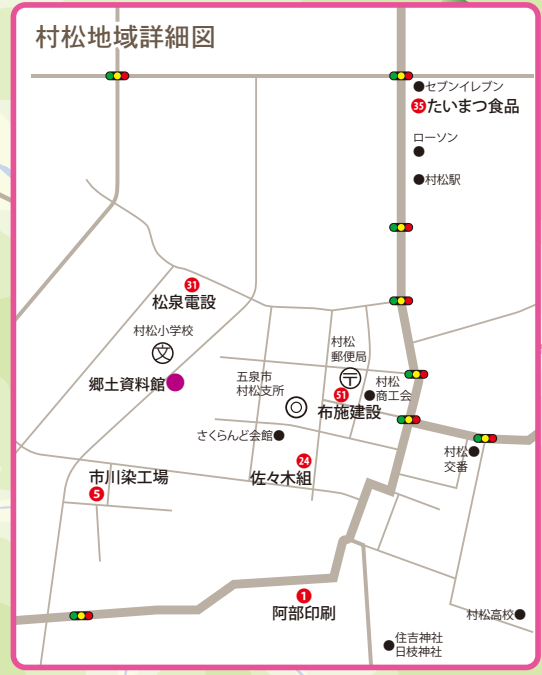 村松地域詳細図
セブンイレブン
35 たいまつ食品
ローソン
村松駅
31
松泉電設
村松小学校
文
郷土資料館
村松
郵便局
〒
五泉市
村松支所
村松
商工会
51
布施建設
さくらんど会館
村松
交番
24
佐々木組
市川染工場
5
1
阿部印刷
村松高校
住吉神社
日枝神社